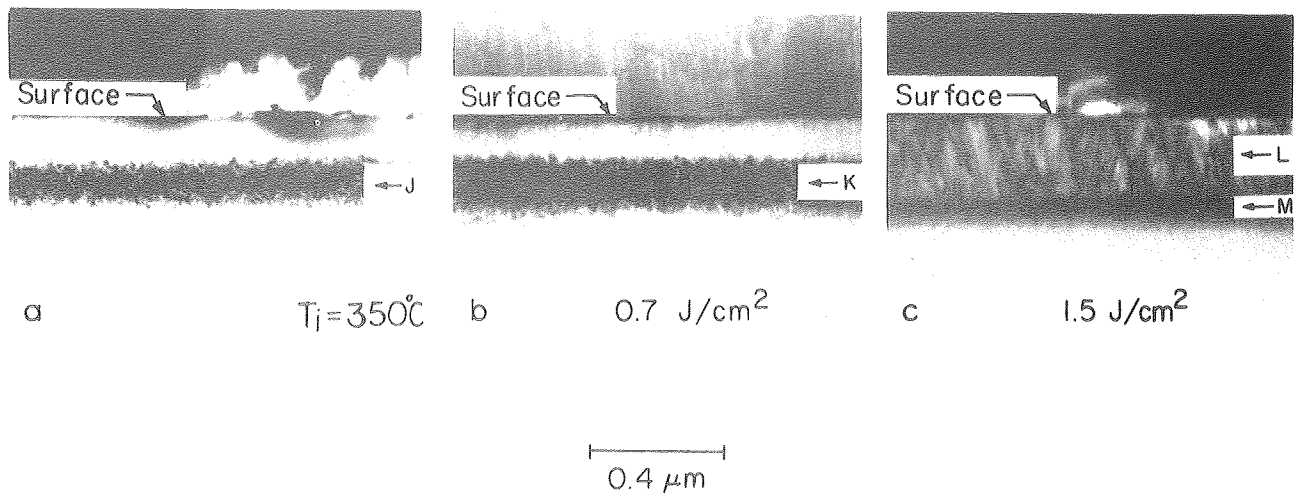 Surface
J
a
Ti=350°C
Surface
K
b
0.7 J/cm²
Surface
L
M
c
1.5 J/cm²
0.4 μm